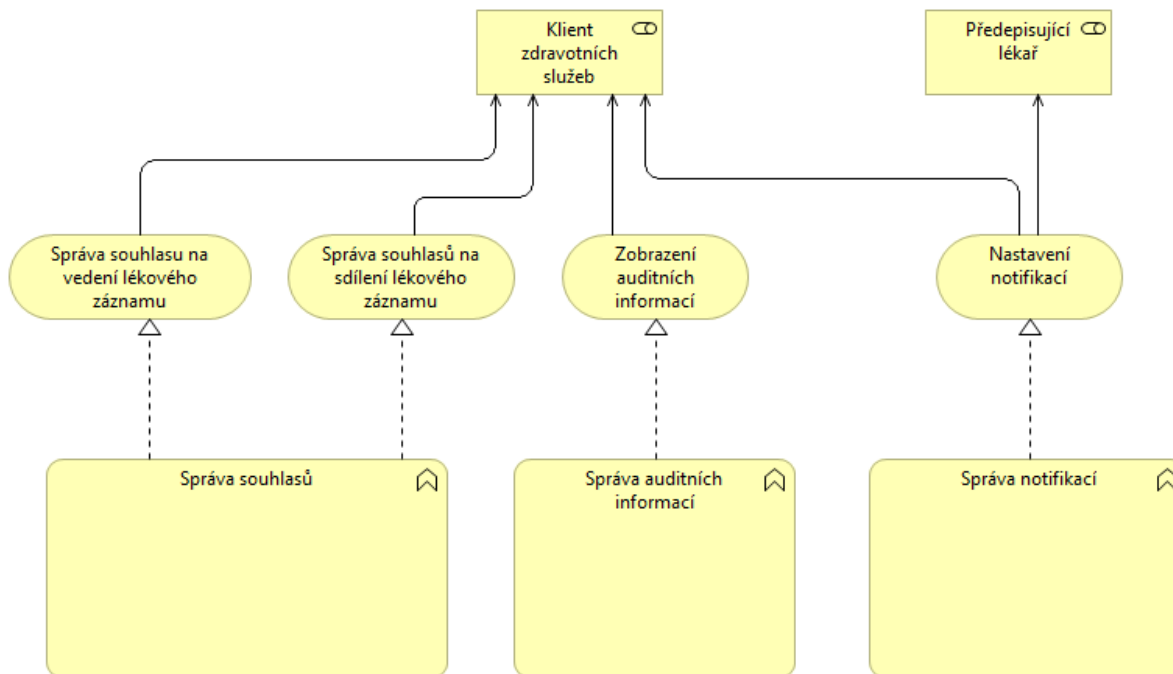 Klient
zdravotních
služeb
Předepisující
lékař
Správa souhlasu na
vedení lékového
záznamu
Správa souhlasů na
sdílení lékového
záznamu
Zobrazení
auditních
informací
Nastavení
notifikací
Správa souhlasů
Správa auditních
informací
Správa notifikací